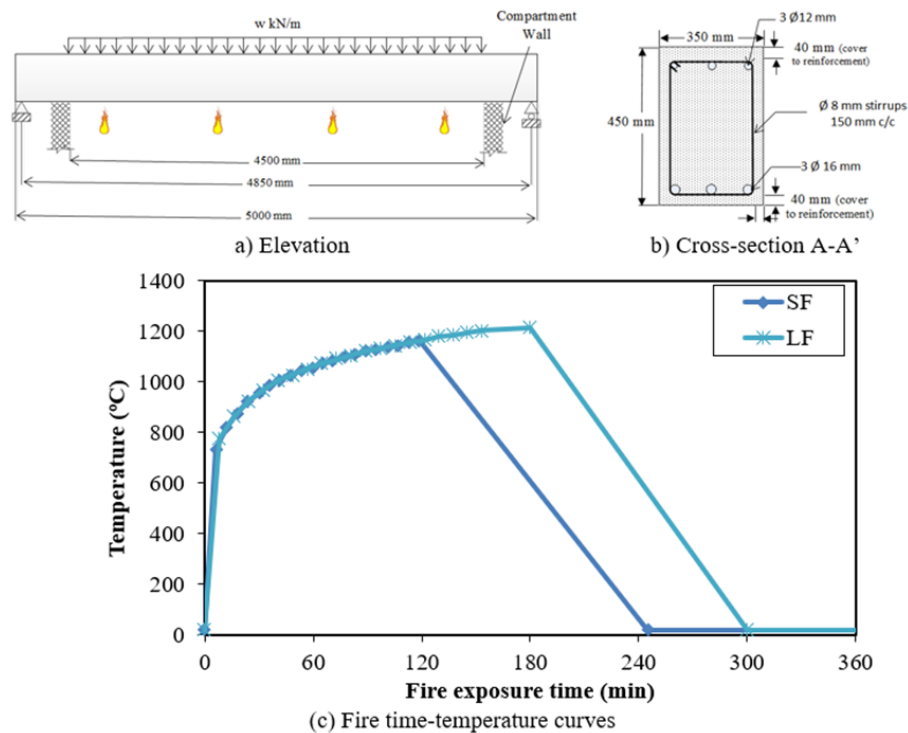 w kN/m
Compartment
Wall
4500 mm
4850 mm
5000 mm
a) Elevation
350 mm
3 Ø12 mm
40 mm (cover
to reinforcement)
450 mm
Ø 8 mm stirrups
150 mm c/c
3 Ø 16 mm
40 mm (cover
to reinforcement)
b) Cross-section A-A’
1400
1200
1000
800
600
400
200
0
Temperature (°C)
SF
LF
0 60 120 180 240 300 360
Fire exposure time (min)
(c) Fire time-temperature curves